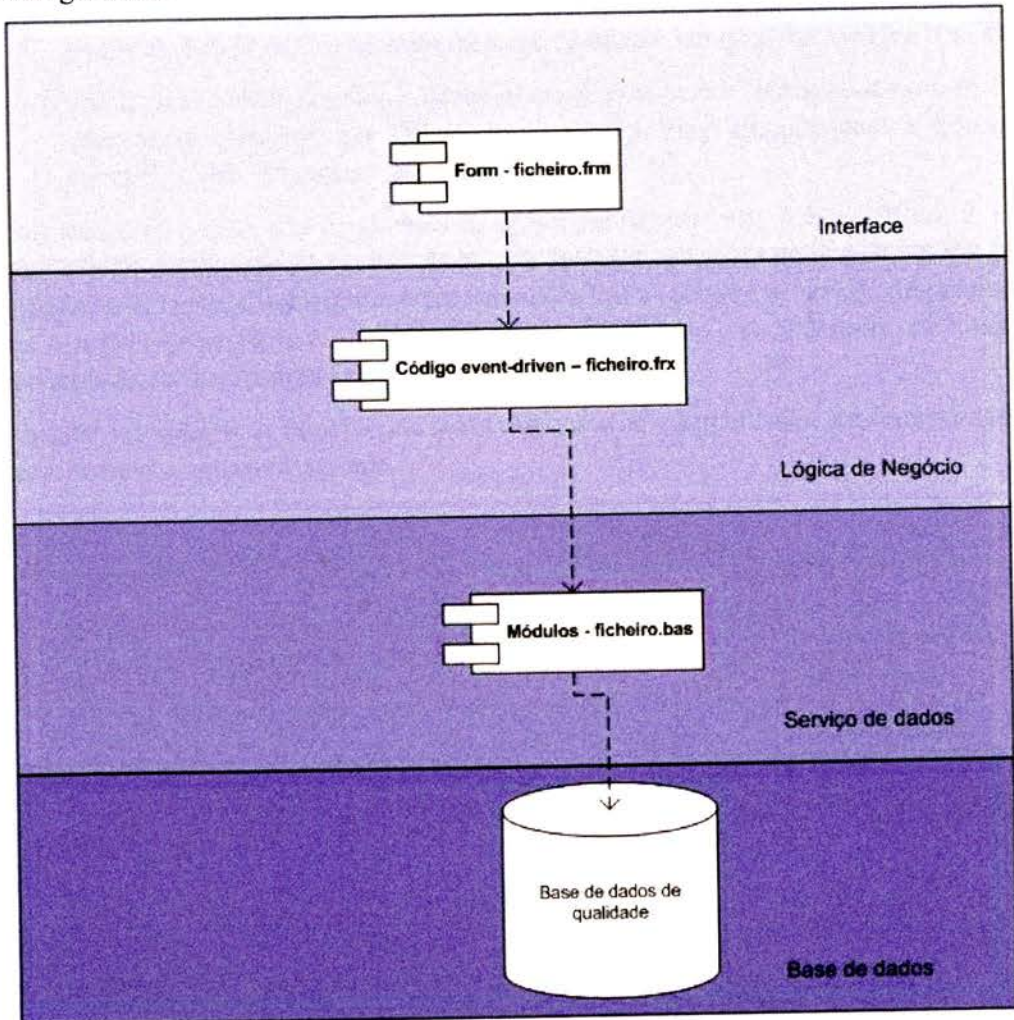 Form - ficheiro.frm
Interface
Código event-driven – ficheiro.frx
Lógica de Negócio
Módulos - ficheiro.bas
Serviço de dados
Base de dados de
qualidade
Base de dados